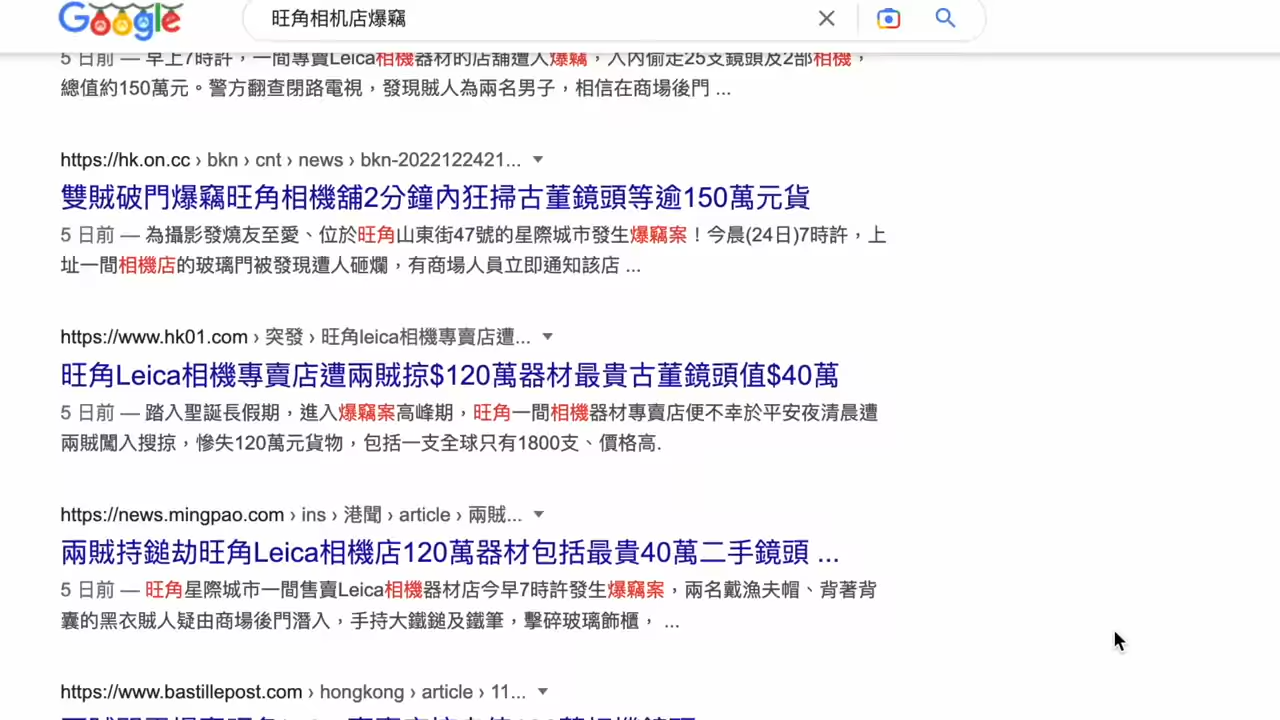 Google
旺角相机店爆竊
5 日前 — 早上7時許，一間專賣Leica相機器材的店舖遭人爆竊，入內偷走25支鏡頭及2部相機，
總值約150萬元。警方翻查閉路電視，發現賊人為兩名男子，相信在商場後門 ...
https://hk.on.cc › bkn › cnt › news › bkn-2022122421...
雙賊破門爆竊旺角相機舖2分鐘內狂掃古董鏡頭等逾150萬元貨
5 日前 — 為攝影發燒友至愛、位於旺角山東街47號的星際城市發生爆竊案！今晨(24日)7時許，上
址一間相機店的玻璃門被發現遭人砸爛，有商場人員立即通知該店 ...
https://www.hk01.com › 突發 › 旺角leica相機專賣店遭...
旺角Leica相機專賣店遭兩賊掠$120萬器材最貴古董鏡頭值$40萬
5 日前 — 踏入聖誕長假期，進入爆竊案高峰期，旺角一間相機器材專賣店便不幸於平安夜清晨遭
兩賊闖入搜掠，慘失120萬元貨物，包括一支全球只有1800支、價格高.
https://news.mingpao.com › ins › 港聞 › article › 兩賊...
兩賊持鎚劫旺角Leica相機店120萬器材包括最貴40萬二手鏡頭 ...
5 日前 — 旺角星際城市一間售賣Leica相機器材店今早7時許發生爆竊案，兩名戴漁夫帽、背著背
囊的黑衣賊人疑由商場後門潛入，手持大鐵鎚及鐵筆，擊碎玻璃飾櫃， ...
https://www.bastillepost.com › hongkong › article › 11...